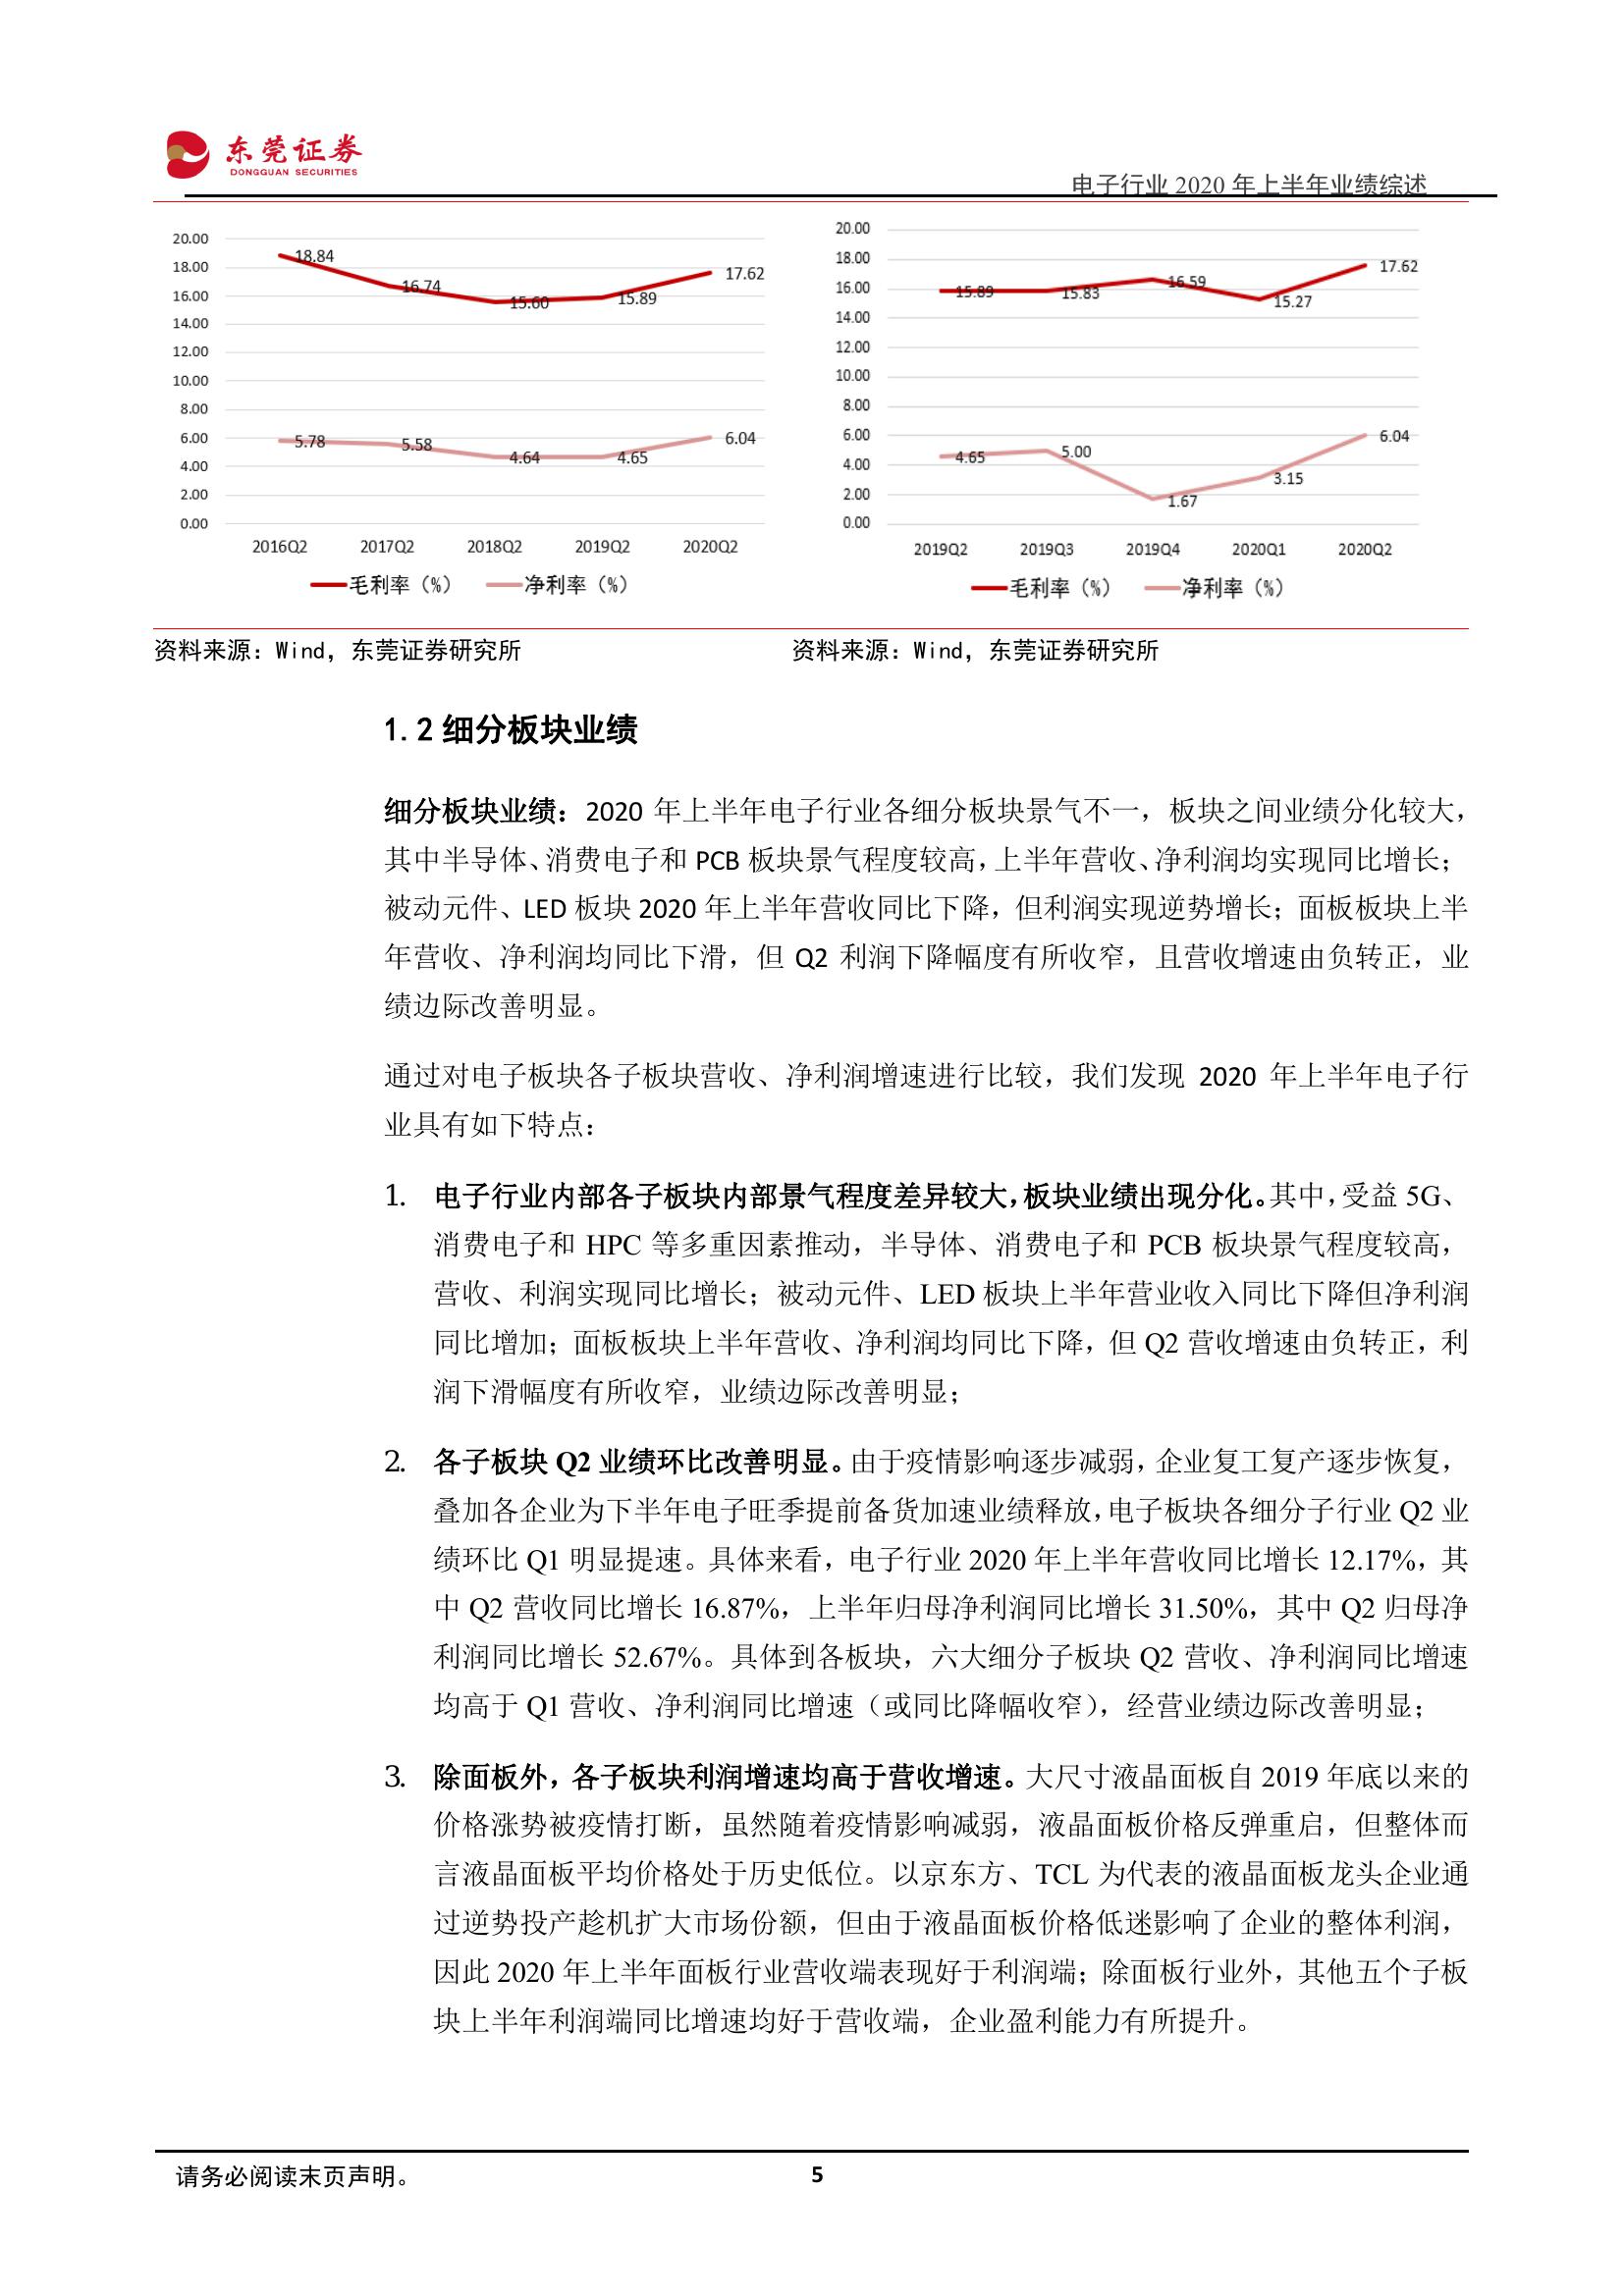 东莞证券
DONGGUAN SECURITIES
电子行业 2020 年上半年业绩综述
20.00
18.00
16.00
14.00
12.00
10.00
8.00
6.00
4.00
2.00
0.00
18.84
16.74
15.60
15.89
17.62
5.78
5.58
4.64
4.65
6.04
2016Q2 2017Q2 2018Q2 2019Q2 2020Q2
毛利率（%） 净利率（%）
20.00
18.00
16.00
14.00
12.00
10.00
8.00
6.00
4.00
2.00
0.00
15.89
15.83
16.59
15.27
17.62
4.65
5.00
1.67
3.15
6.04
2019Q2 2019Q3 2019Q4 2020Q1 2020Q2
毛利率（%） 净利率（%）
资料来源：Wind，东莞证券研究所
资料来源：Wind，东莞证券研究所
1.2 细分板块业绩
细分板块业绩：2020 年上半年电子行业各细分板块景气不一，板块之间业绩分化较大，
其中半导体、消费电子和 PCB 板块景气程度较高，上半年营收、净利润均实现同比增长；
被动元件、LED 板块 2020 年上半年营收同比下降，但利润实现逆势增长；面板板块上半
年营收、净利润均同比下滑，但 Q2 利润下降幅度有所收窄，且营收增速由负转正，业
绩边际改善明显。
通过对电子板块各子板块营收、净利润增速进行比较，我们发现 2020 年上半年电子行
业具有如下特点：
1. 电子行业内部各子板块内部景气程度差异较大，板块业绩出现分化。其中，受益 5G、
消费电子和 HPC 等多重因素推动，半导体、消费电子和 PCB 板块景气程度较高，
营收、利润实现同比增长；被动元件、LED 板块上半年营业收入同比下降但净利润
同比增加；面板板块上半年营收、净利润均同比下降，但 Q2 营收增速由负转正，利
润下滑幅度有所收窄，业绩边际改善明显；
2. 各子板块 Q2 业绩环比改善明显。由于疫情影响逐步减弱，企业复工复产逐步恢复，
叠加各企业为下半年电子旺季提前备货加速业绩释放，电子板块各细分子行业 Q2 业
绩环比 Q1 明显提速。具体来看，电子行业 2020 年上半年营收同比增长 12.17%，其
中 Q2 营收同比增长 16.87%，上半年归母净利润同比增长 31.50%，其中 Q2 归母净
利润同比增长 52.67%。具体到各板块，六大细分子板块 Q2 营收、净利润同比增速
均高于 Q1 营收、净利润同比增速（或同比降幅收窄），经营业绩边际改善明显；
3. 除面板外，各子板块利润增速均高于营收增速。大尺寸液晶面板自 2019 年底以来的
价格涨势被疫情打断，虽然随着疫情影响减弱，液晶面板价格反弹重启，但整体而
言液晶面板平均价格处于历史低位。以京东方、TCL 为代表的液晶面板龙头企业通
过逆势投产趁机扩大市场份额，但由于液晶面板价格低迷影响了企业的整体利润，
因此 2020 年上半年面板行业营收端表现好于利润端；除面板行业外，其他五个子板
块上半年利润端同比增速均好于营收端，企业盈利能力有所提升。
请务必阅读末页声明。
5